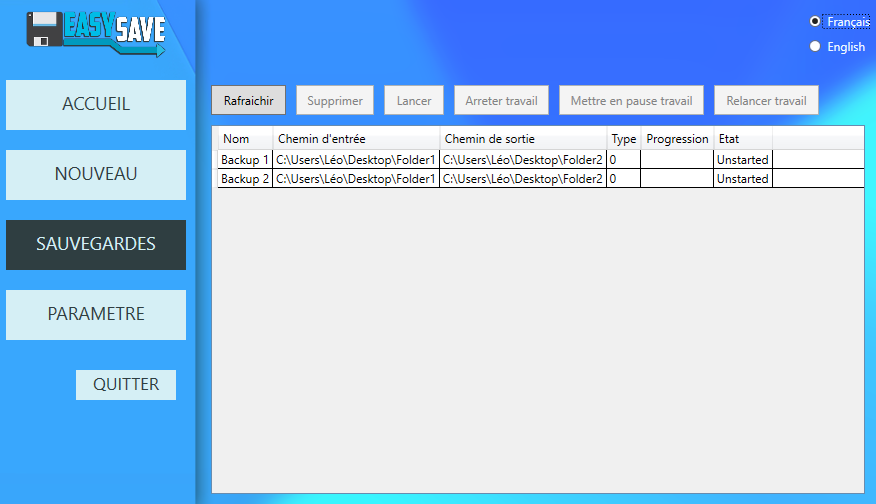 EASY SAVE
Français
English
ACCUEIL
NOUVEAU
SAUVEGARDES
PARAMETRE
QUITTER
Rafraichir Supprimer Lancer Arreter travail Mettre en pause travail Relancer travail
Nom Chemin d'entrée Chemin de sortie Type Progression Etat
Backup 1 C:\Users\Léo\Desktop\Folder1 C:\Users\Léo\Desktop\Folder2 0 Unstarted
Backup 2 C:\Users\Léo\Desktop\Folder1 C:\Users\Léo\Desktop\Folder2 0 Unstarted